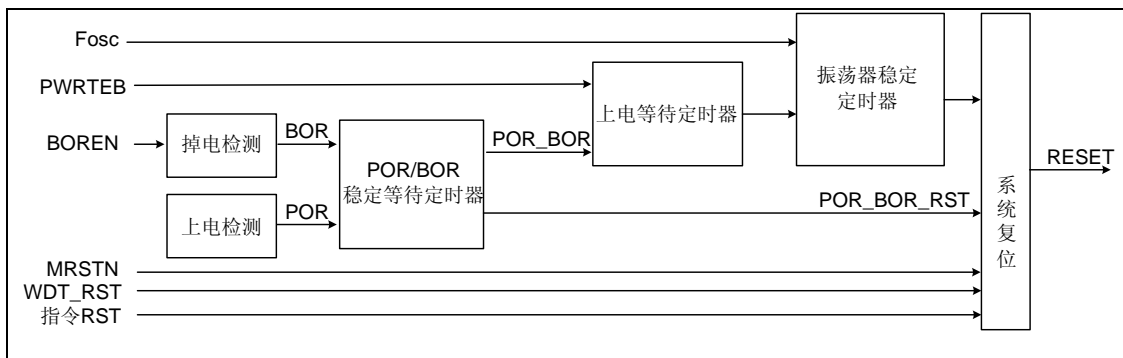 Fosc
PWRTEB
BOREN
掉电检测
BOR
上电检测
POR
POR/BOR
稳定等待定时器
POR_BOR
上电等待定时器
振荡器稳定
定时器
POR_BOR_RST
MRSTN
WDT_RST
指令RST
系统复位
RESET